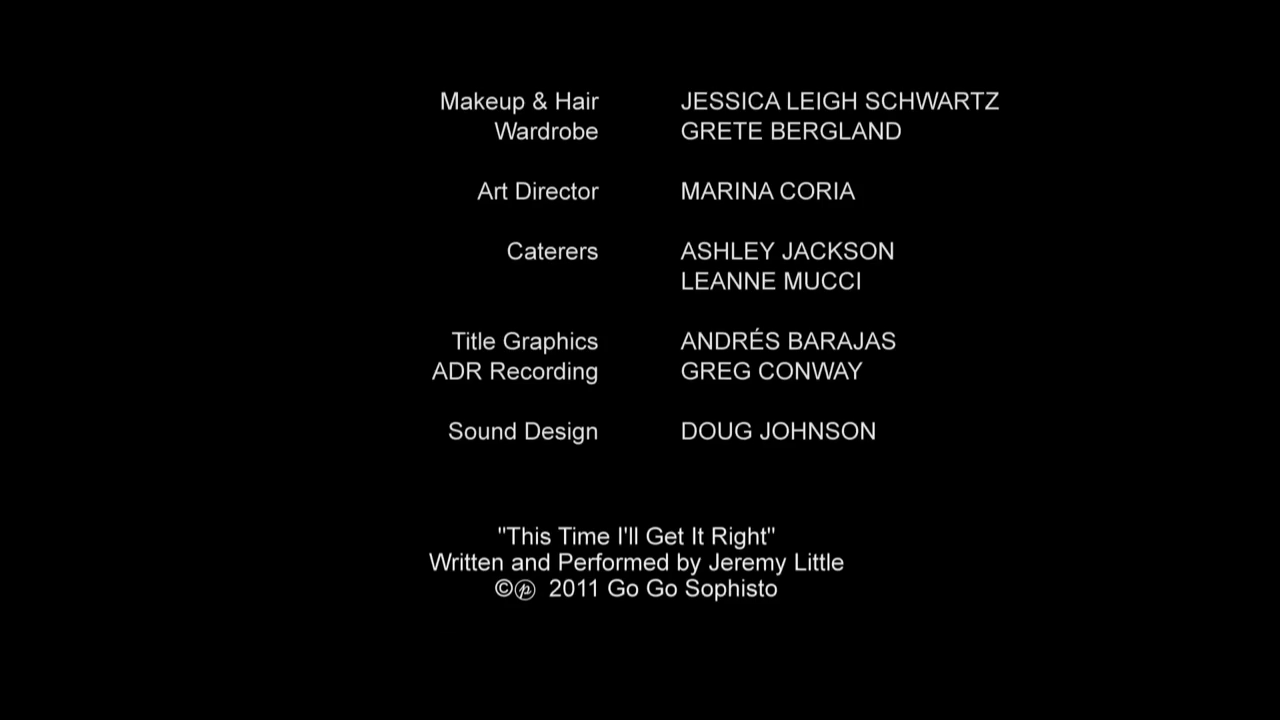 Makeup & Hair JESSICA LEIGH SCHWARTZ
Wardrobe GRETE BERGLAND
Art Director MARINA CORIA
Caterers ASHLEY JACKSON
LEANNE MUCCI
Title Graphics ANDRÉS BARAJAS
ADR Recording GREG CONWAY
Sound Design DOUG JOHNSON
"This Time I'll Get It Right"
Written and Performed by Jeremy Little
©℗ 2011 Go Go Sophisto